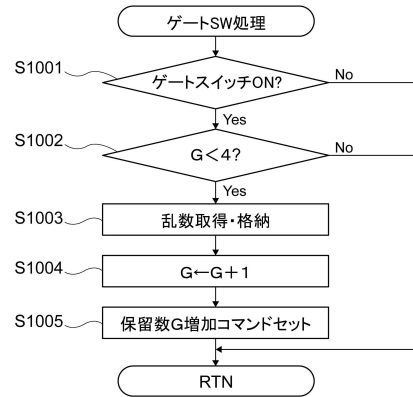 ゲートSW処理
S1001
ゲートスイッチON?
No
Yes
S1002
G<4?
No
Yes
S1003
乱数取得・格納
S1004
G←G+1
S1005
保留数G増加コマンドセット
RTN